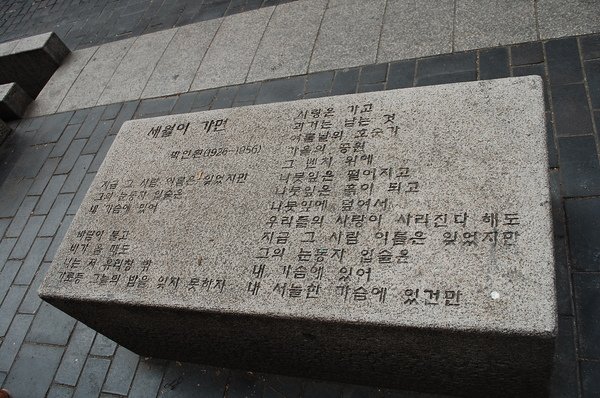 세월이 가면
박인환(1926-1956)
지금 그 사람 이름은 잊었지만
그의 눈동자 입술은
내 가슴에 있어
바람이 불고
비가 올 때도
나는 저 유리창 밖
가로등 그늘의 밤을 잊지 못하지
사랑은 가고
과거는 남는 것
여름날의 호숫가
가을의 공원
그 벤치 위에
나뭇잎은 떨어지고
나뭇잎은 흙이 되고
나뭇잎에 덮여서
우리들의 사랑이 사라진다 해도
지금 그 사람 이름은 잊었지만
그의 눈동자 입술은
내 가슴에 있어
내 서늘한 가슴에 있건만